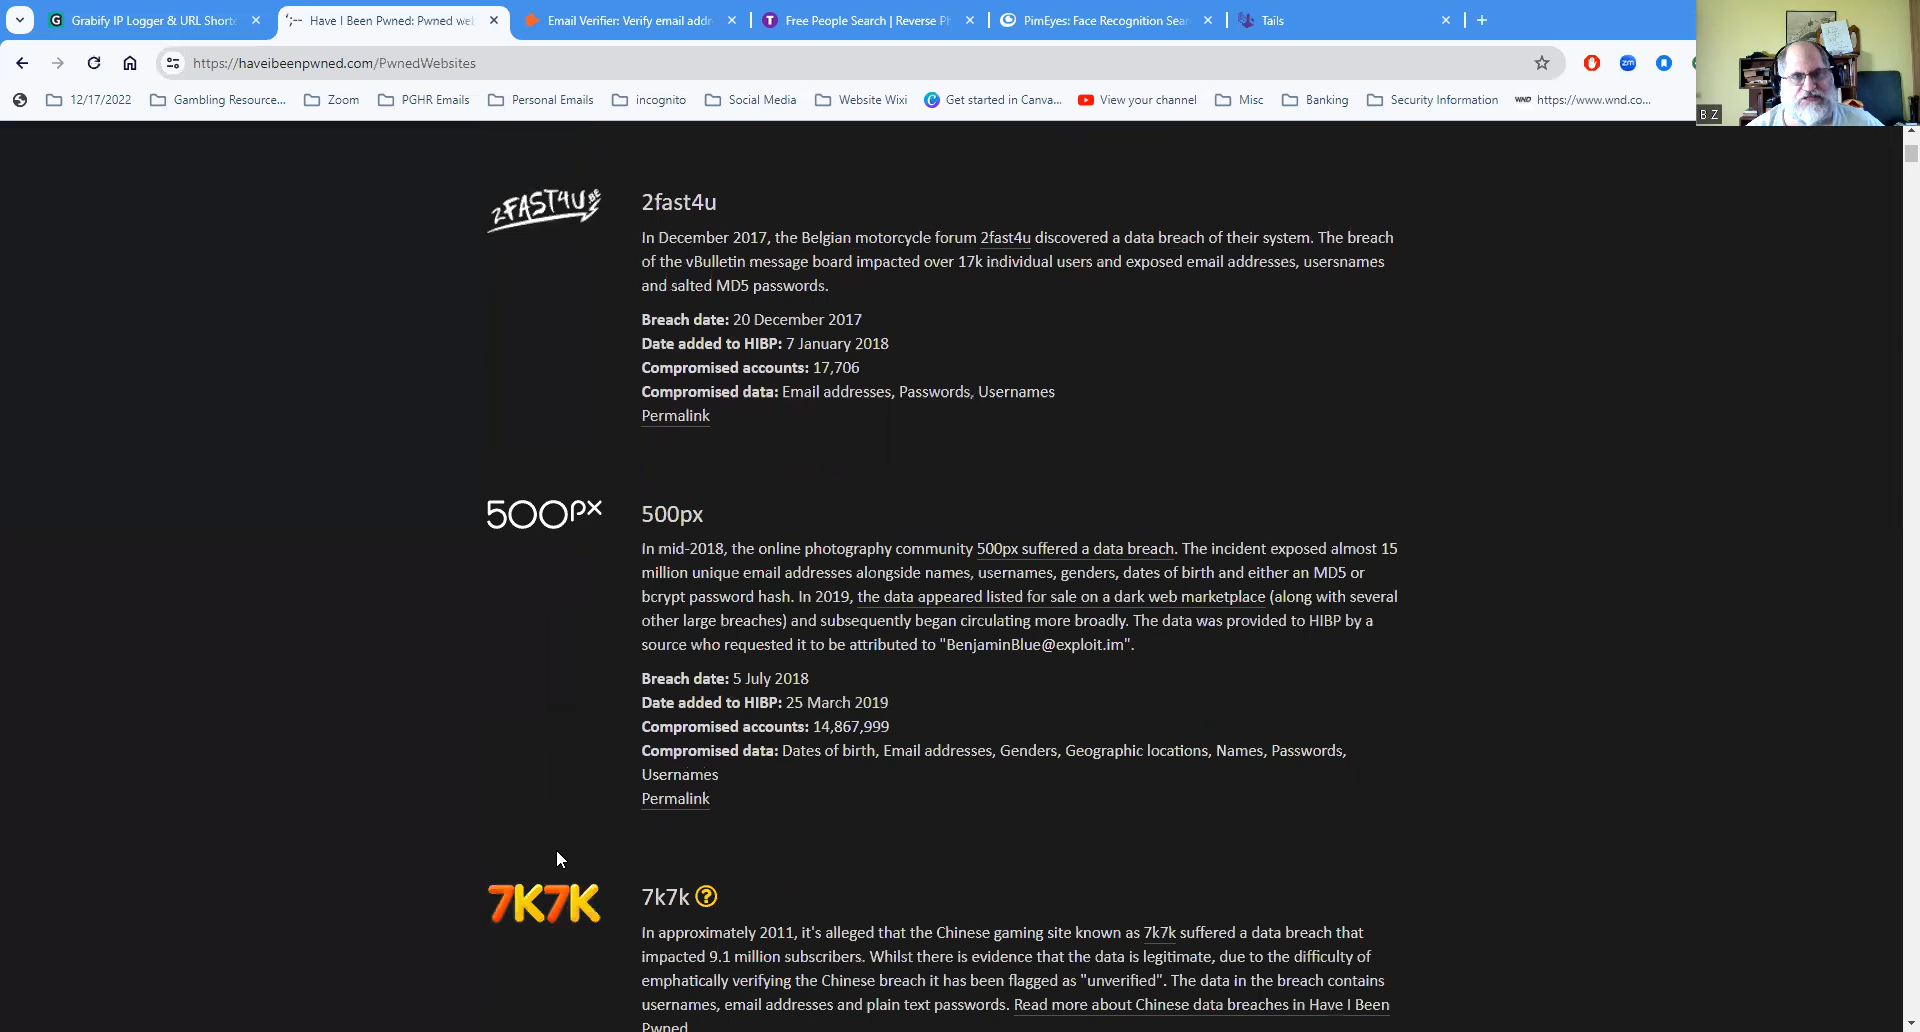 Grabify IP Logger & URL Shorte
Have I Been Pwned: Pwned wel
Email Verifier: Verify email addr
Free People Search | Reverse Ph
PimEyes: Face Recognition Sear
Tails
https://haveibeenpwned.com/PwnedWebsites
zm
12/17/2022
Gambling Resource...
Zoom
PGHR Emails
Personal Emails
incognito
Social Media
Website Wixi
Get started in Canva...
View your channel
Misc
Banking
Security Information
WND https://www.wnd.co...
B Z
2FAST4U.BE
2fast4u
In December 2017, the Belgian motorcycle forum 2fast4u discovered a data breach of their system. The breach
of the vBulletin message board impacted over 17k individual users and exposed email addresses, usersnames
and salted MD5 passwords.
Breach date: 20 December 2017
Date added to HIBP: 7 January 2018
Compromised accounts: 17,706
Compromised data: Email addresses, Passwords, Usernames
Permalink
500px
500px
In mid-2018, the online photography community 500px suffered a data breach. The incident exposed almost 15
million unique email addresses alongside names, usernames, genders, dates of birth and either an MD5 or
bcrypt password hash. In 2019, the data appeared listed for sale on a dark web marketplace (along with several
other large breaches) and subsequently began circulating more broadly. The data was provided to HIBP by a
source who requested it to be attributed to "BenjaminBlue@exploit.im".
Breach date: 5 July 2018
Date added to HIBP: 25 March 2019
Compromised accounts: 14,867,999
Compromised data: Dates of birth, Email addresses, Genders, Geographic locations, Names, Passwords,
Usernames
Permalink
7K7K
7k7k
In approximately 2011, it's alleged that the Chinese gaming site known as 7k7k suffered a data breach that
impacted 9.1 million subscribers. Whilst there is evidence that the data is legitimate, due to the difficulty of
emphatically verifying the Chinese breach it has been flagged as "unverified". The data in the breach contains
usernames, email addresses and plain text passwords. Read more about Chinese data breaches in Have I Been
Pwned.